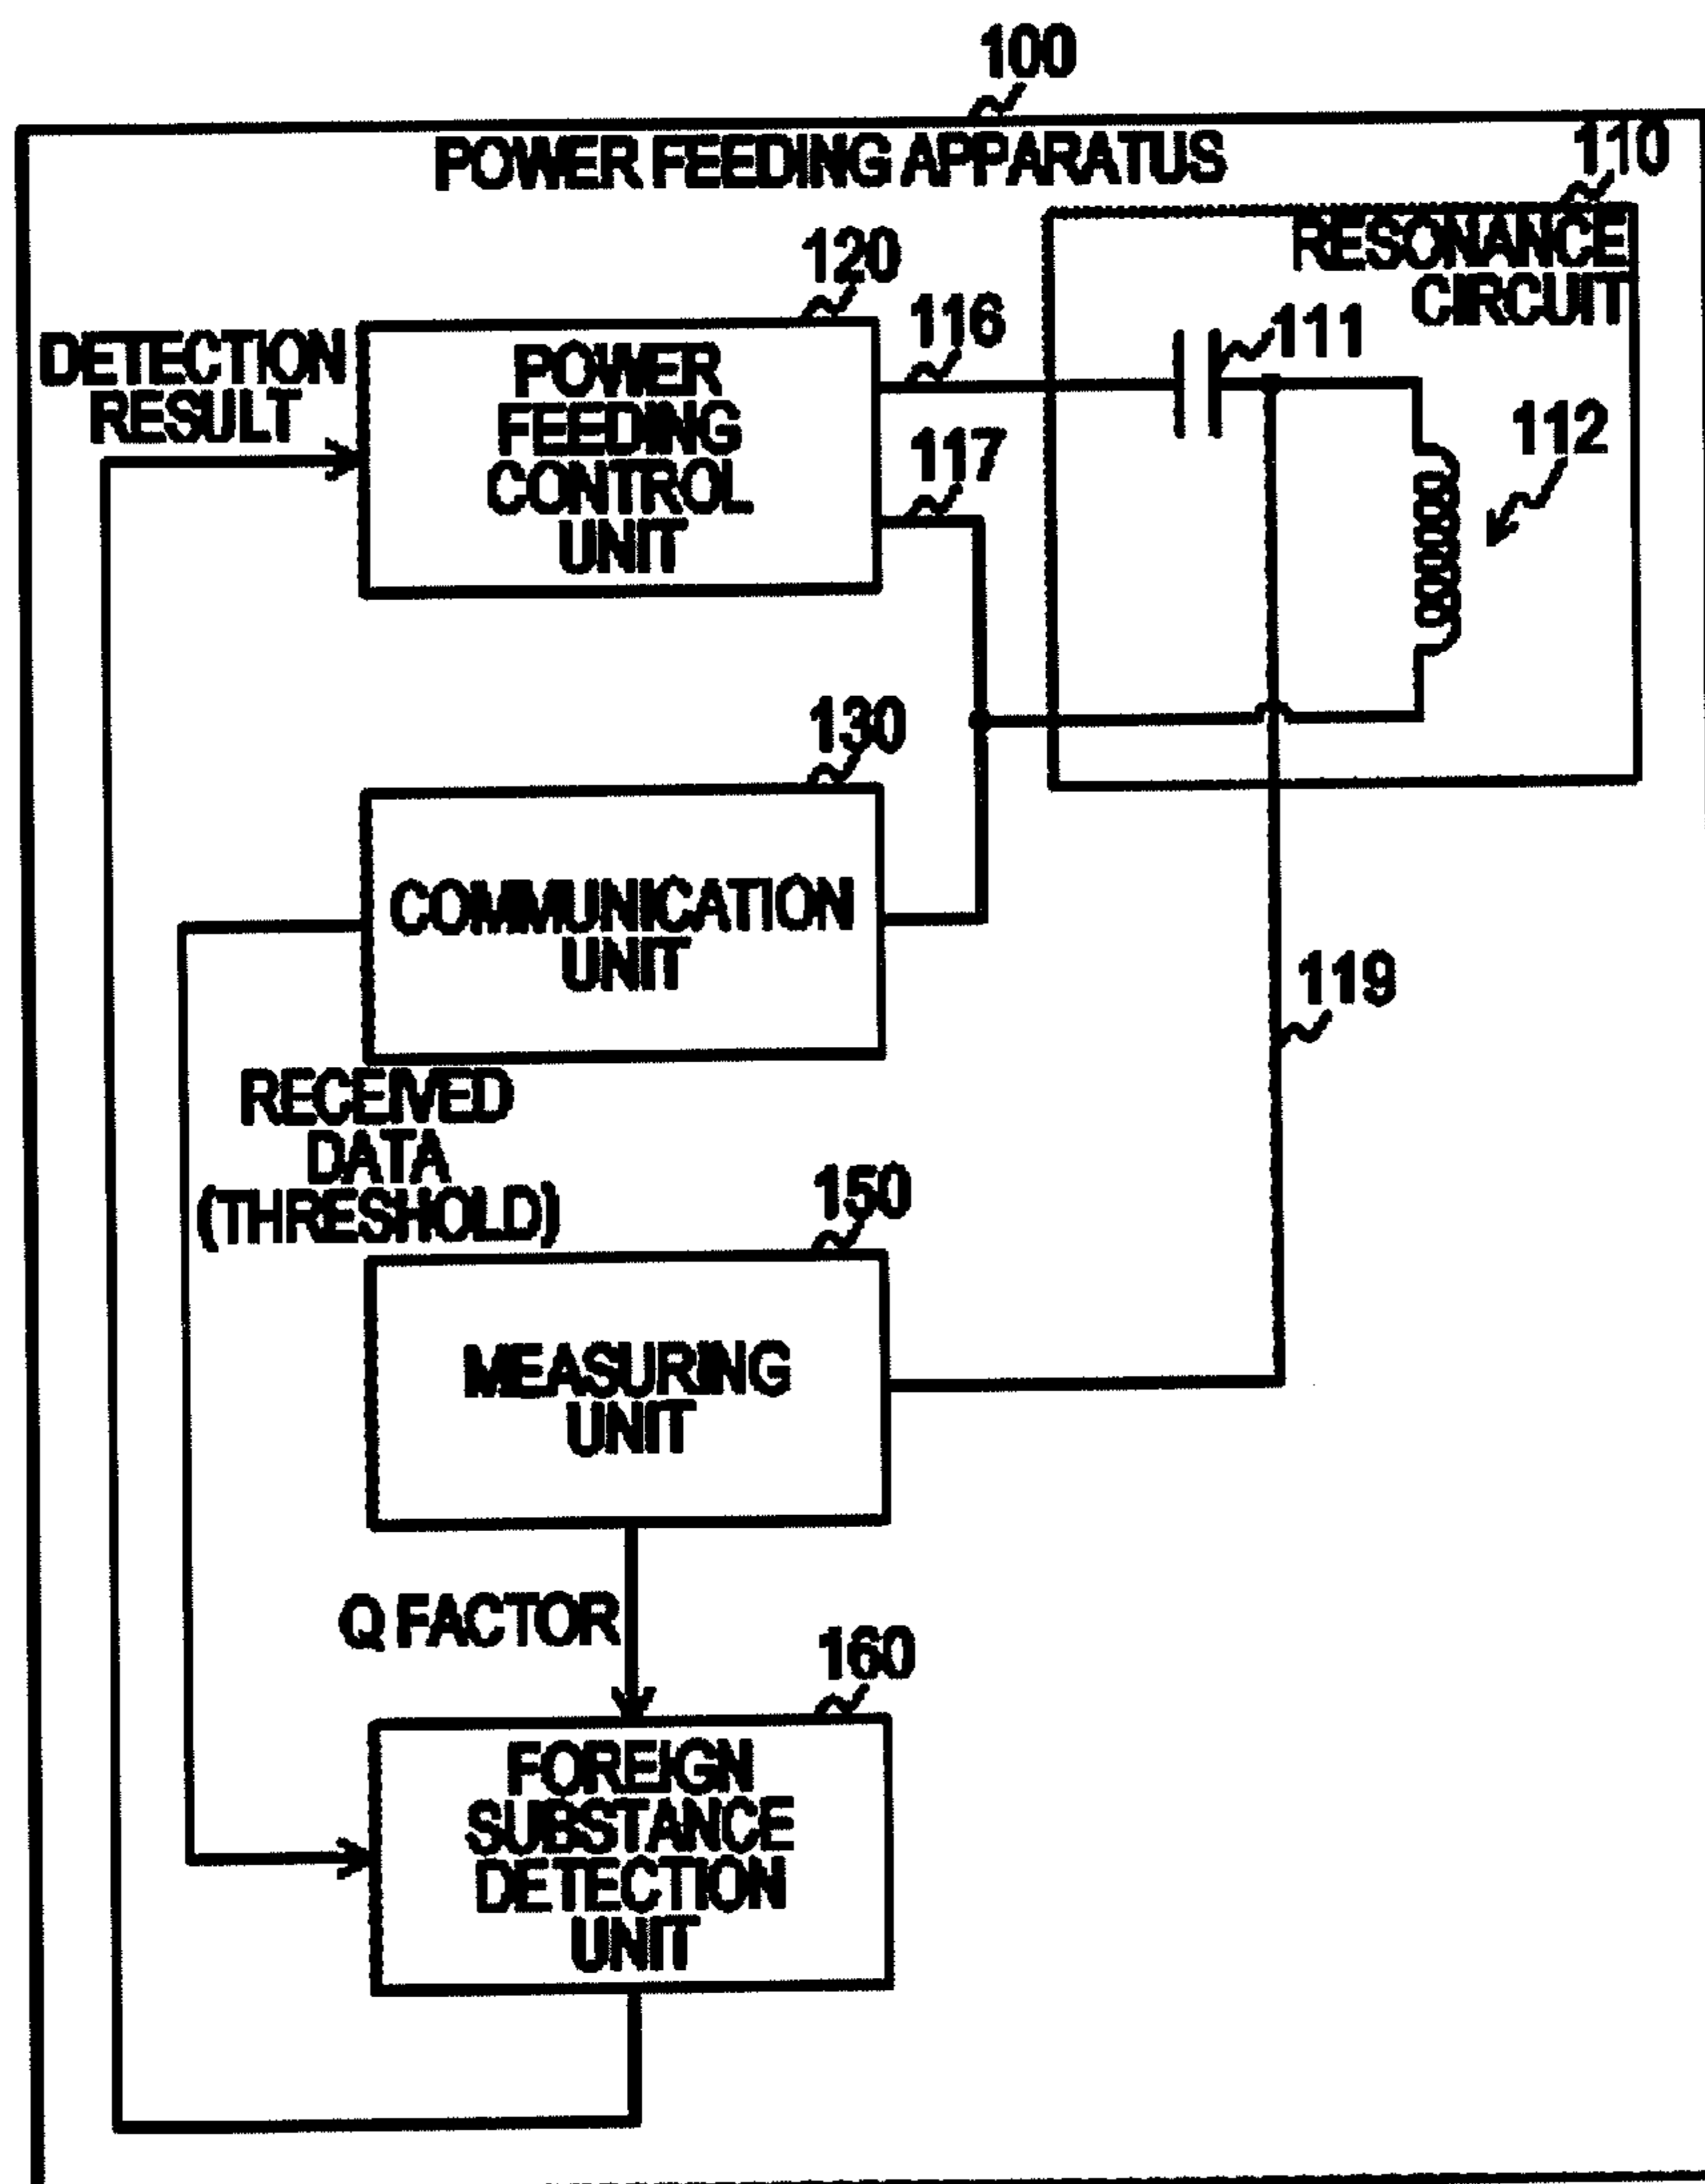 100
POWER FEEDING APPARATUS
110
RESONANCE
CIRCUIT
120
116
111
DETECTION
RESULT
POWER
FEEDING
CONTROL
UNIT
117
112
130
COMMUNICATION
UNIT
119
RECEIVED
DATA
(THRESHOLD)
150
MEASURING
UNIT
Q FACTOR
160
FOREIGN
SUBSTANCE
DETECTION
UNIT